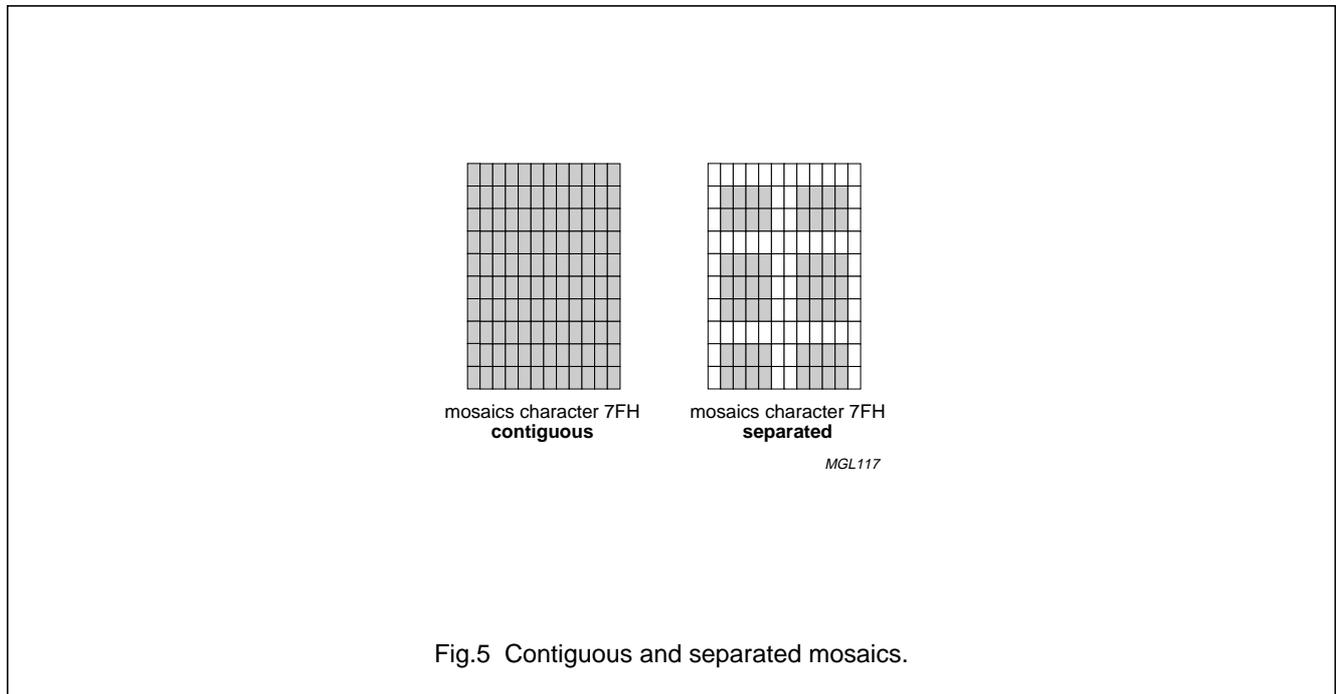 mosaics character 7FH
contiguous
mosaics character 7FH
separated
MGL117
Fig.5 Contiguous and separated mosaics.